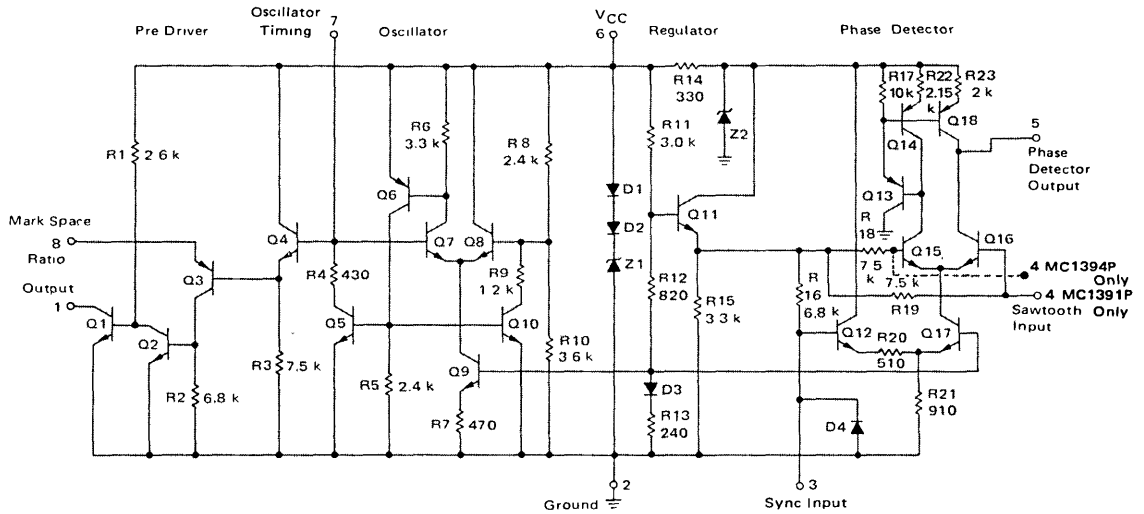 Oscillator
Timing
7
Pre Driver
Oscillator
VCC
6
Regulator
Phase Detector
R14
330
R17
10k
R22
2.15
k
R23
2k
R1 2 6k
R6
3.3 k
R8
2.4 k
R11
3.0 k
Z2
Q18
Q14
5
Phase
Detector
Output
Q6
D1
Q13
Mark Space
8
Ratio
Q4
Q7
Q8
D2
Q11
R
18
7 5
k
Q15
Q16
Q3
R4 430
R9
1 2 k
Z1
R12
820
7.5 k
R19
4 MC1394P
Only
4 MC1391P
Only
Sawtooth
Input
Output
1
Q1
Q2
Q5
Q10
R15
3 3 k
R
16
6.8 k
Q12
R20
510
Q17
R3 7.5 k
R5 2.4 k
Q9
R10
3 6 k
D3
R2 6.8 k
R7 470
R13
240
D4
R21
910
2
Ground
3
Sync Input